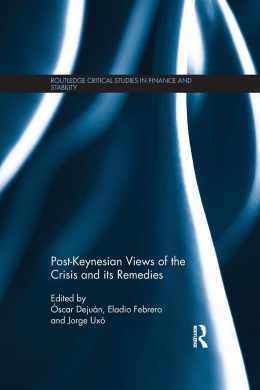 ROUTLEDGE CRITICAL STUDIES IN FINANCE AND
STABILITY
Post-Keynesian Views of the
Crisis and its Remedies
Edited by
Óscar Dejuán, Eladio Febrero
and Jorge Uxó
ROUTLEDGE